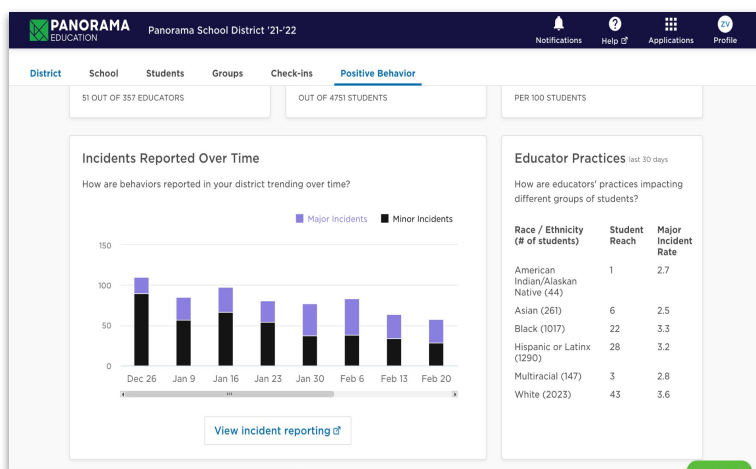 PANORAMA
EDUCATION
Panorama School District '21-'22
Notifications
Help
Applications
ZV
Profile
District
School
Students
Groups
Check-ins
Positive Behavior
51 OUT OF 357 EDUCATORS
OUT OF 4751 STUDENTS
PER 100 STUDENTS
Incidents Reported Over Time
How are behaviors reported in your district trending over time?
Major Incidents
Minor Incidents
150
100
50
0
Dec 26 Jan 9 Jan 16 Jan 23 Jan 30 Feb 6 Feb 13 Feb 20
View incident reporting
Educator Practices last 30 days
How are educators' practices impacting
different groups of students?
Race / Ethnicity Student Major
(# of students) Reach Incident
Rate
American 1 2.7
Indian/Alaskan
Native (44)
Asian (261) 6 2.5
Black (1017) 22 3.3
Hispanic or Latinx 28 3.2
(1290)
Multiracial (147) 3 2.8
White (2023) 43 3.6